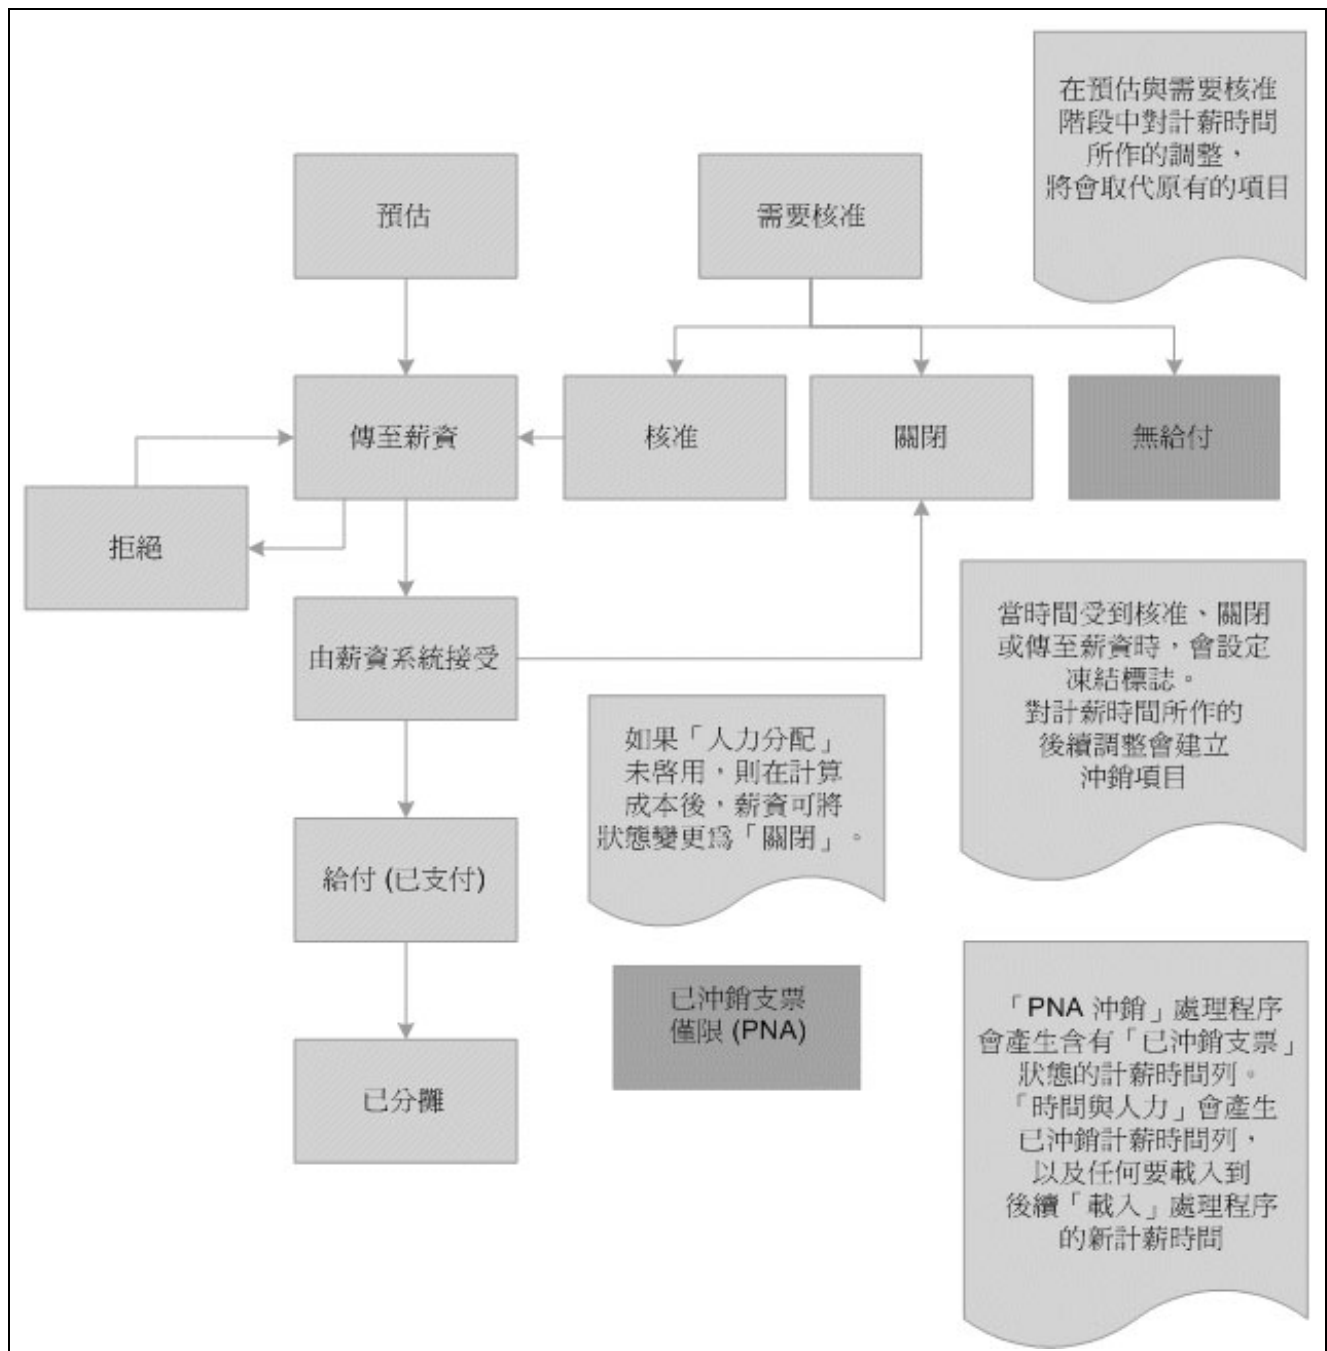 在預估與需要核准
階段中對計薪時間
所作的調整，
將會取代原有的項目
預估
需要核准
傳至薪資
核准
關閉
無給付
拒絕
由薪資系統接受
當時間受到核准、關閉
或傳至薪資時，會設定
凍結標誌。
對計薪時間所作的
後續調整會建立
沖銷項目
如果「人力分配」
未啓用，則在計算
成本後，薪資可將
狀態變更爲「關閉」。
給付 (已支付)
已沖銷支票
僅限 (PNA)
「PNA 沖銷」處理程序
會產生含有「已沖銷支票」
狀態的計薪時間列。
「時間與人力」會產生
已沖銷計薪時間列，
以及任何要載入到
後續「載入」處理程序
的新計薪時間
已分攤